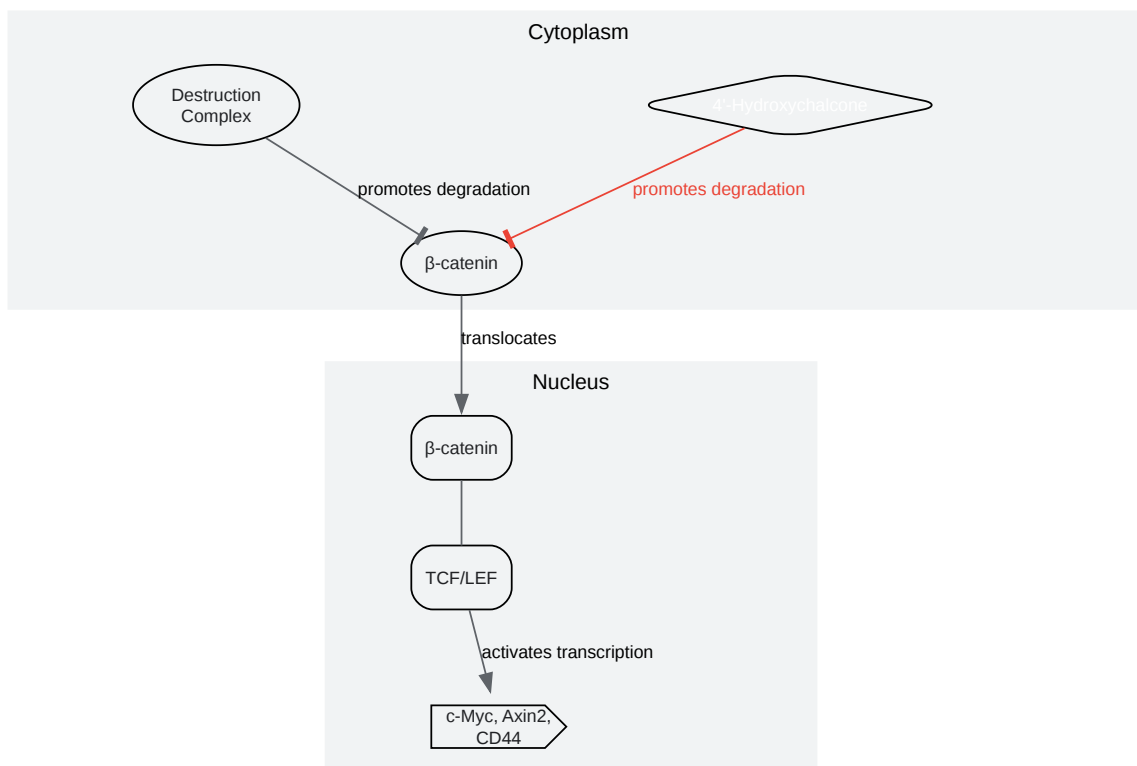 Cytoplasm
Destruction
Complex
4'-Hydroxychalcone
promotes degradation
promotes degradation
β-catenin
translocates
Nucleus
β-catenin
TCF/LEF
activates transcription
c-Myc, Axin2,
CD44